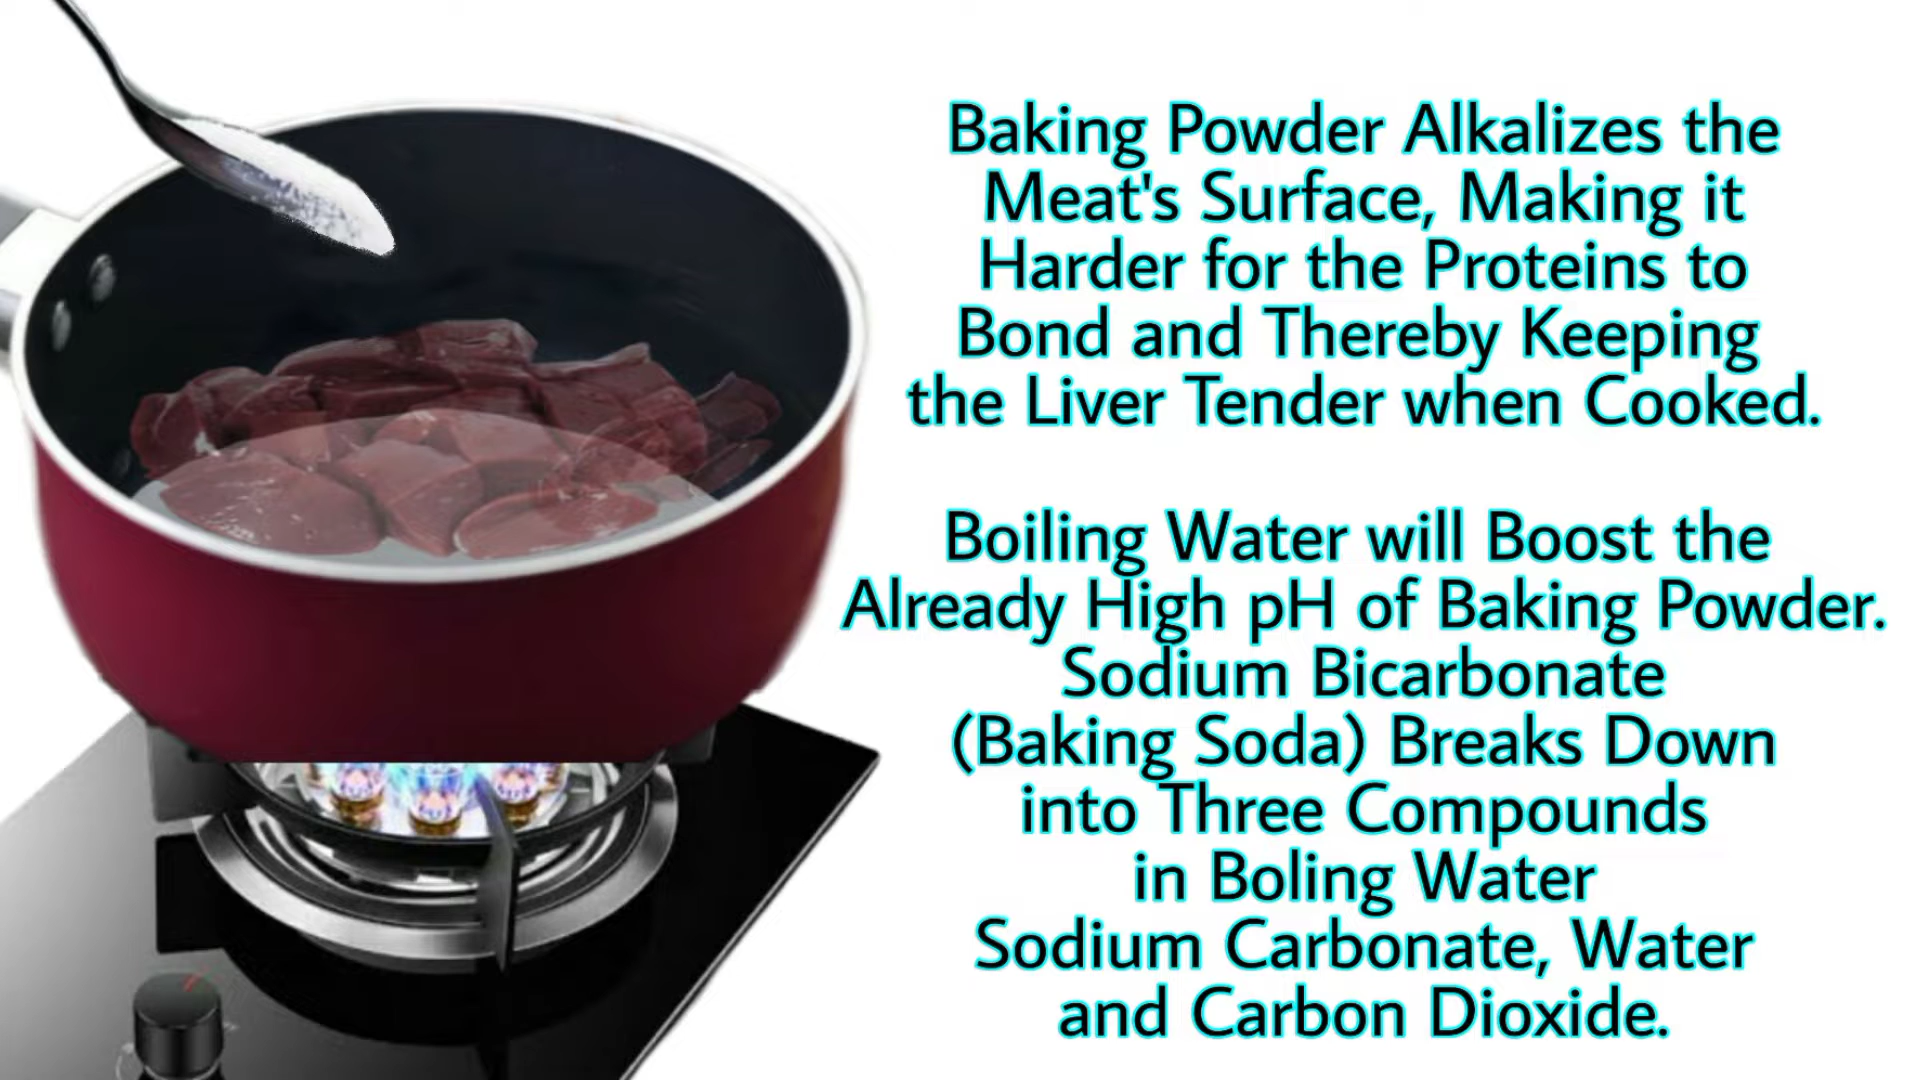 Baking Powder Alkalizes the
Meat's Surface, Making it
Harder for the Proteins to
Bond and Thereby Keeping
the Liver Tender when Cooked.
Boiling Water will Boost the
Already High pH of Baking Powder.
Sodium Bicarbonate
(Baking Soda) Breaks Down
into Three Compounds
in Boling Water
Sodium Carbonate, Water
and Carbon Dioxide.